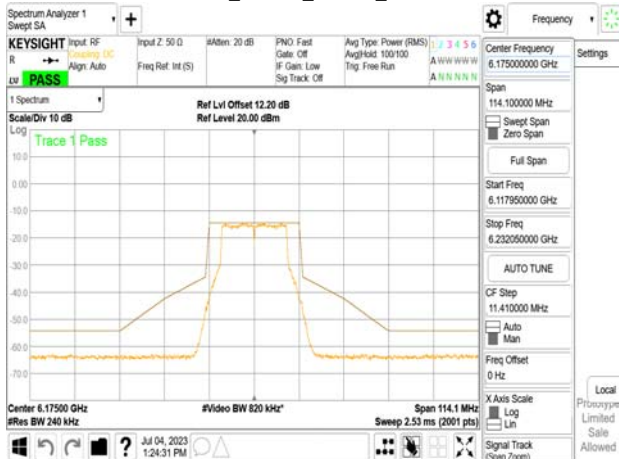 Spectrum Analyzer 1
Swept SA
+
Frequency
KEYSIGHT
Input: RF
Coupling: DC
Align: Auto
Input Z: 50 Ω
Freq Ref: Int (S)
#Atten: 20 dB
PNO: Fast
Gate: Off
IF Gain: Low
Sig Track: Off
Avg Type: Power (RMS)
Avg|Hold: 100/100
Trig: Free Run
1 2 3 4 5 6
A W W W W W
A N N N N N
R
LV PASS
1 Spectrum
Scale/Div 10 dB
Ref Lvl Offset 12.20 dB
Ref Level 20.00 dBm
Log
Trace 1 Pass
10.0
0.00
-10.0
-20.0
-30.0
-40.0
-50.0
-60.0
-70.0
Center 6.17500 GHz
#Res BW 240 kHz
#Video BW 820 kHz*
Span 114.1 MHz
Sweep 2.53 ms (2001 pts)
Jul 04, 2023
1:24:31 PM
?
Center Frequency
6.175000000 GHz
Settings
Span
114.100000 MHz
Swept Span
Zero Span
Full Span
Start Freq
6.117950000 GHz
Stop Freq
6.232050000 GHz
AUTO TUNE
CF Step
11.410000 MHz
Auto
Man
Freq Offset
0 Hz
X Axis Scale
Log
Lin
Signal Track
(Span Zoom)
Local
Prototype
Limited
Sale
Allowed